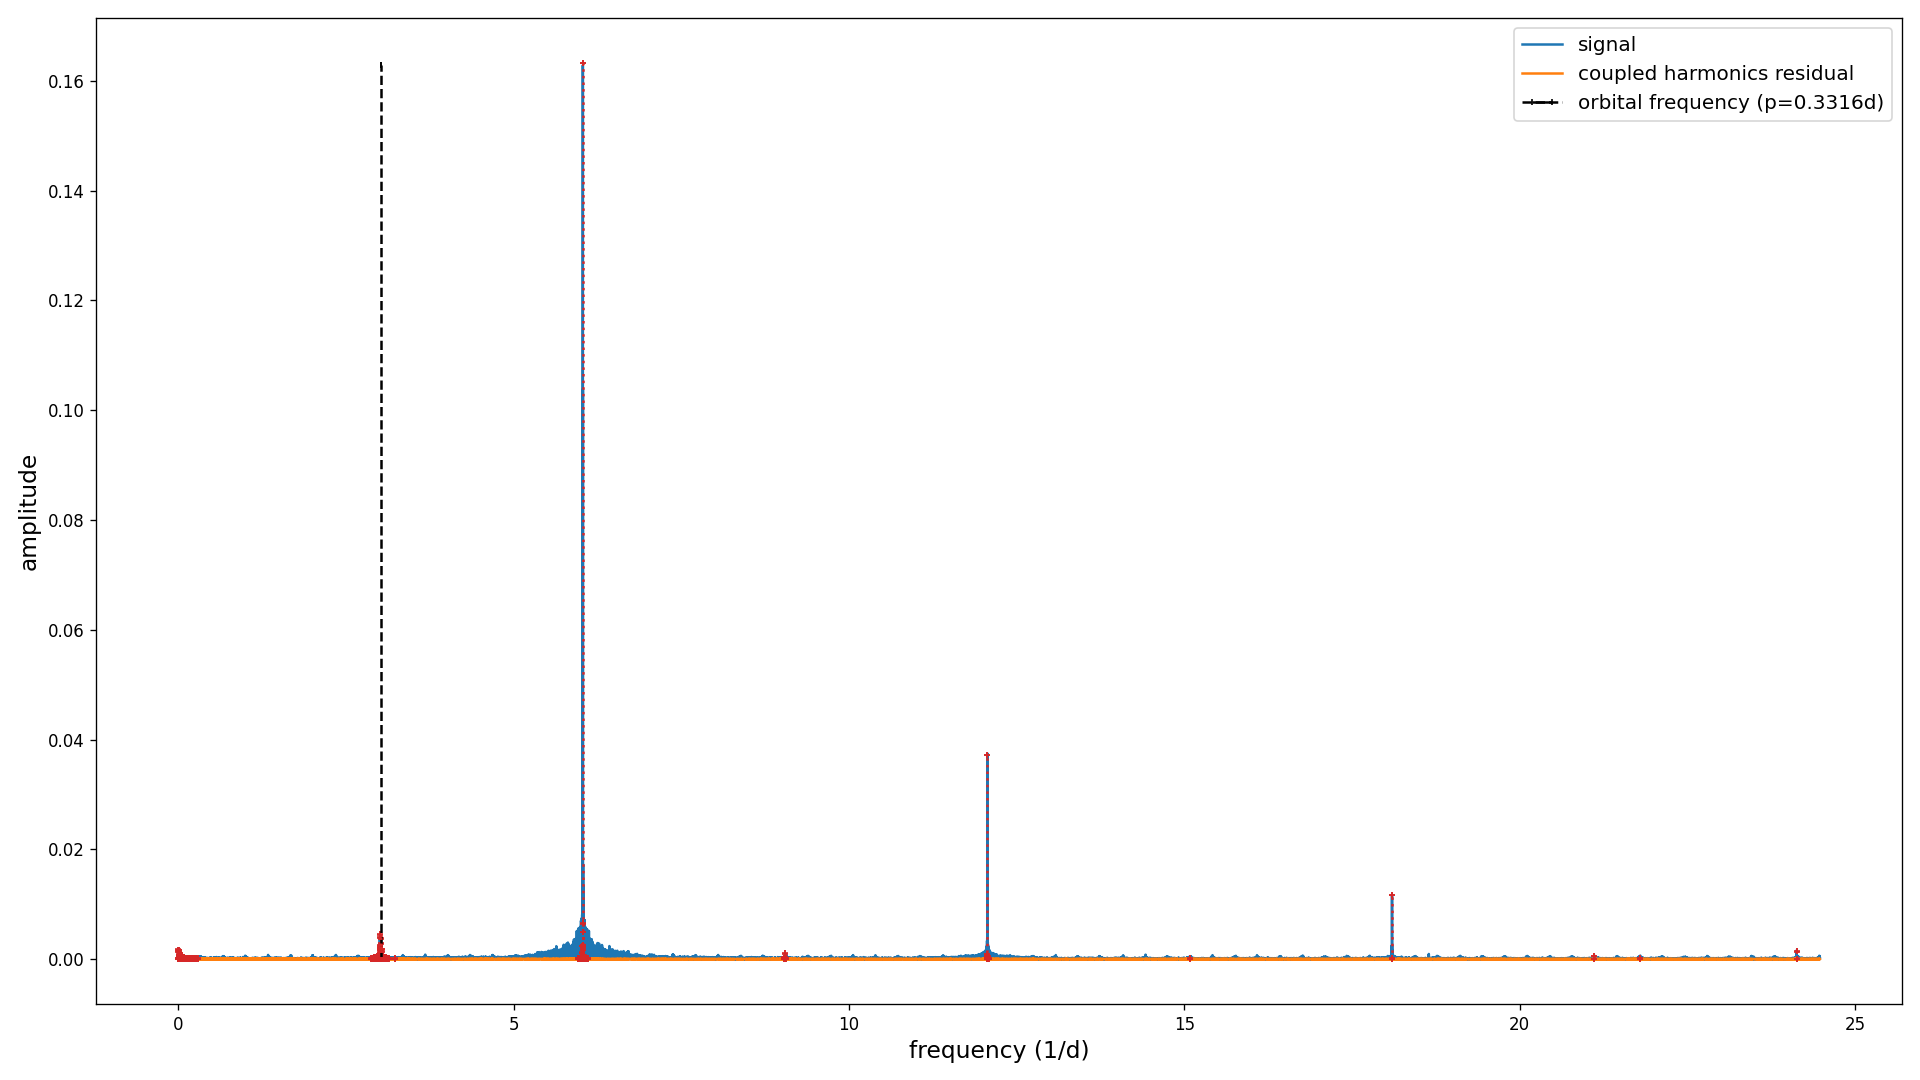 signal
coupled harmonics residual
orbital frequency (p=0.3316d)
0.16
0.14
0.12
0.10
0.08
0.06
0.04
0.02
0.00
amplitude
0 5 10 15 20 25
frequency (1/d)